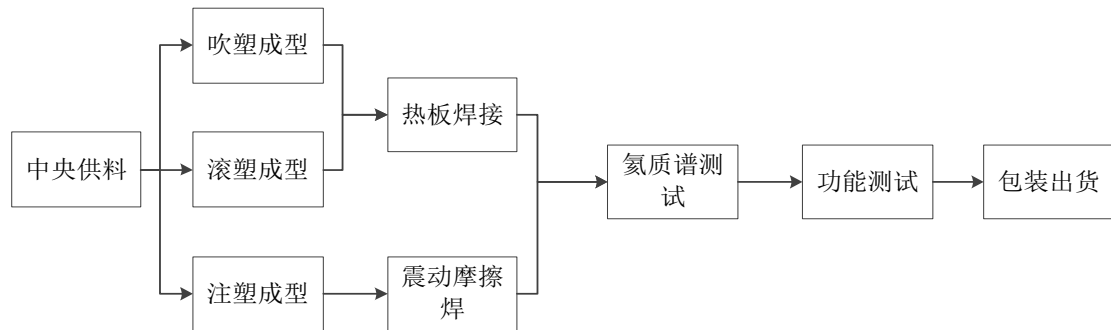 中央供料
吹塑成型
滚塑成型
注塑成型
热板焊接
震动摩擦
焊
氦质谱测
试
功能测试
包装出货